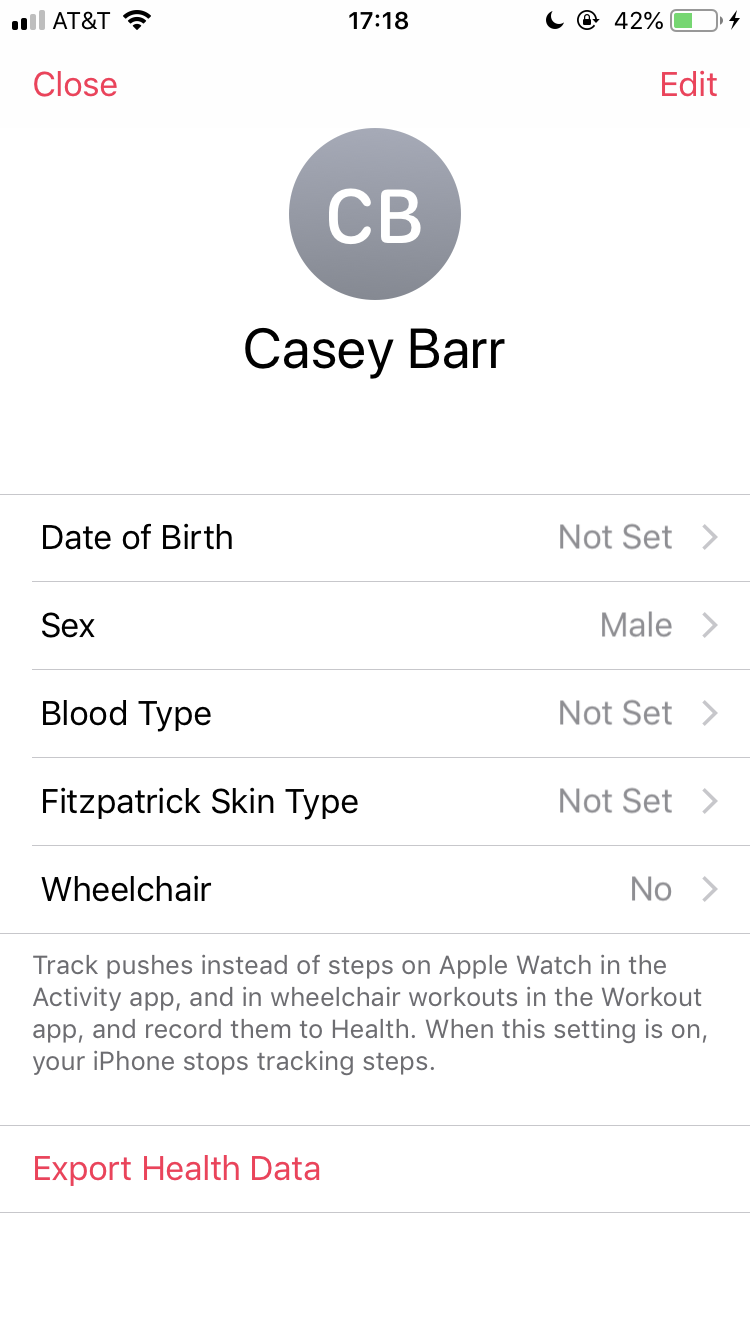 AT&T 17:18 42%
Close Edit
CB
Casey Barr
Date of Birth Not Set
Sex Male
Blood Type Not Set
Fitzpatrick Skin Type Not Set
Wheelchair No
Track pushes instead of steps on Apple Watch in the
Activity app, and in wheelchair workouts in the Workout
app, and record them to Health. When this setting is on,
your iPhone stops tracking steps.
Export Health Data